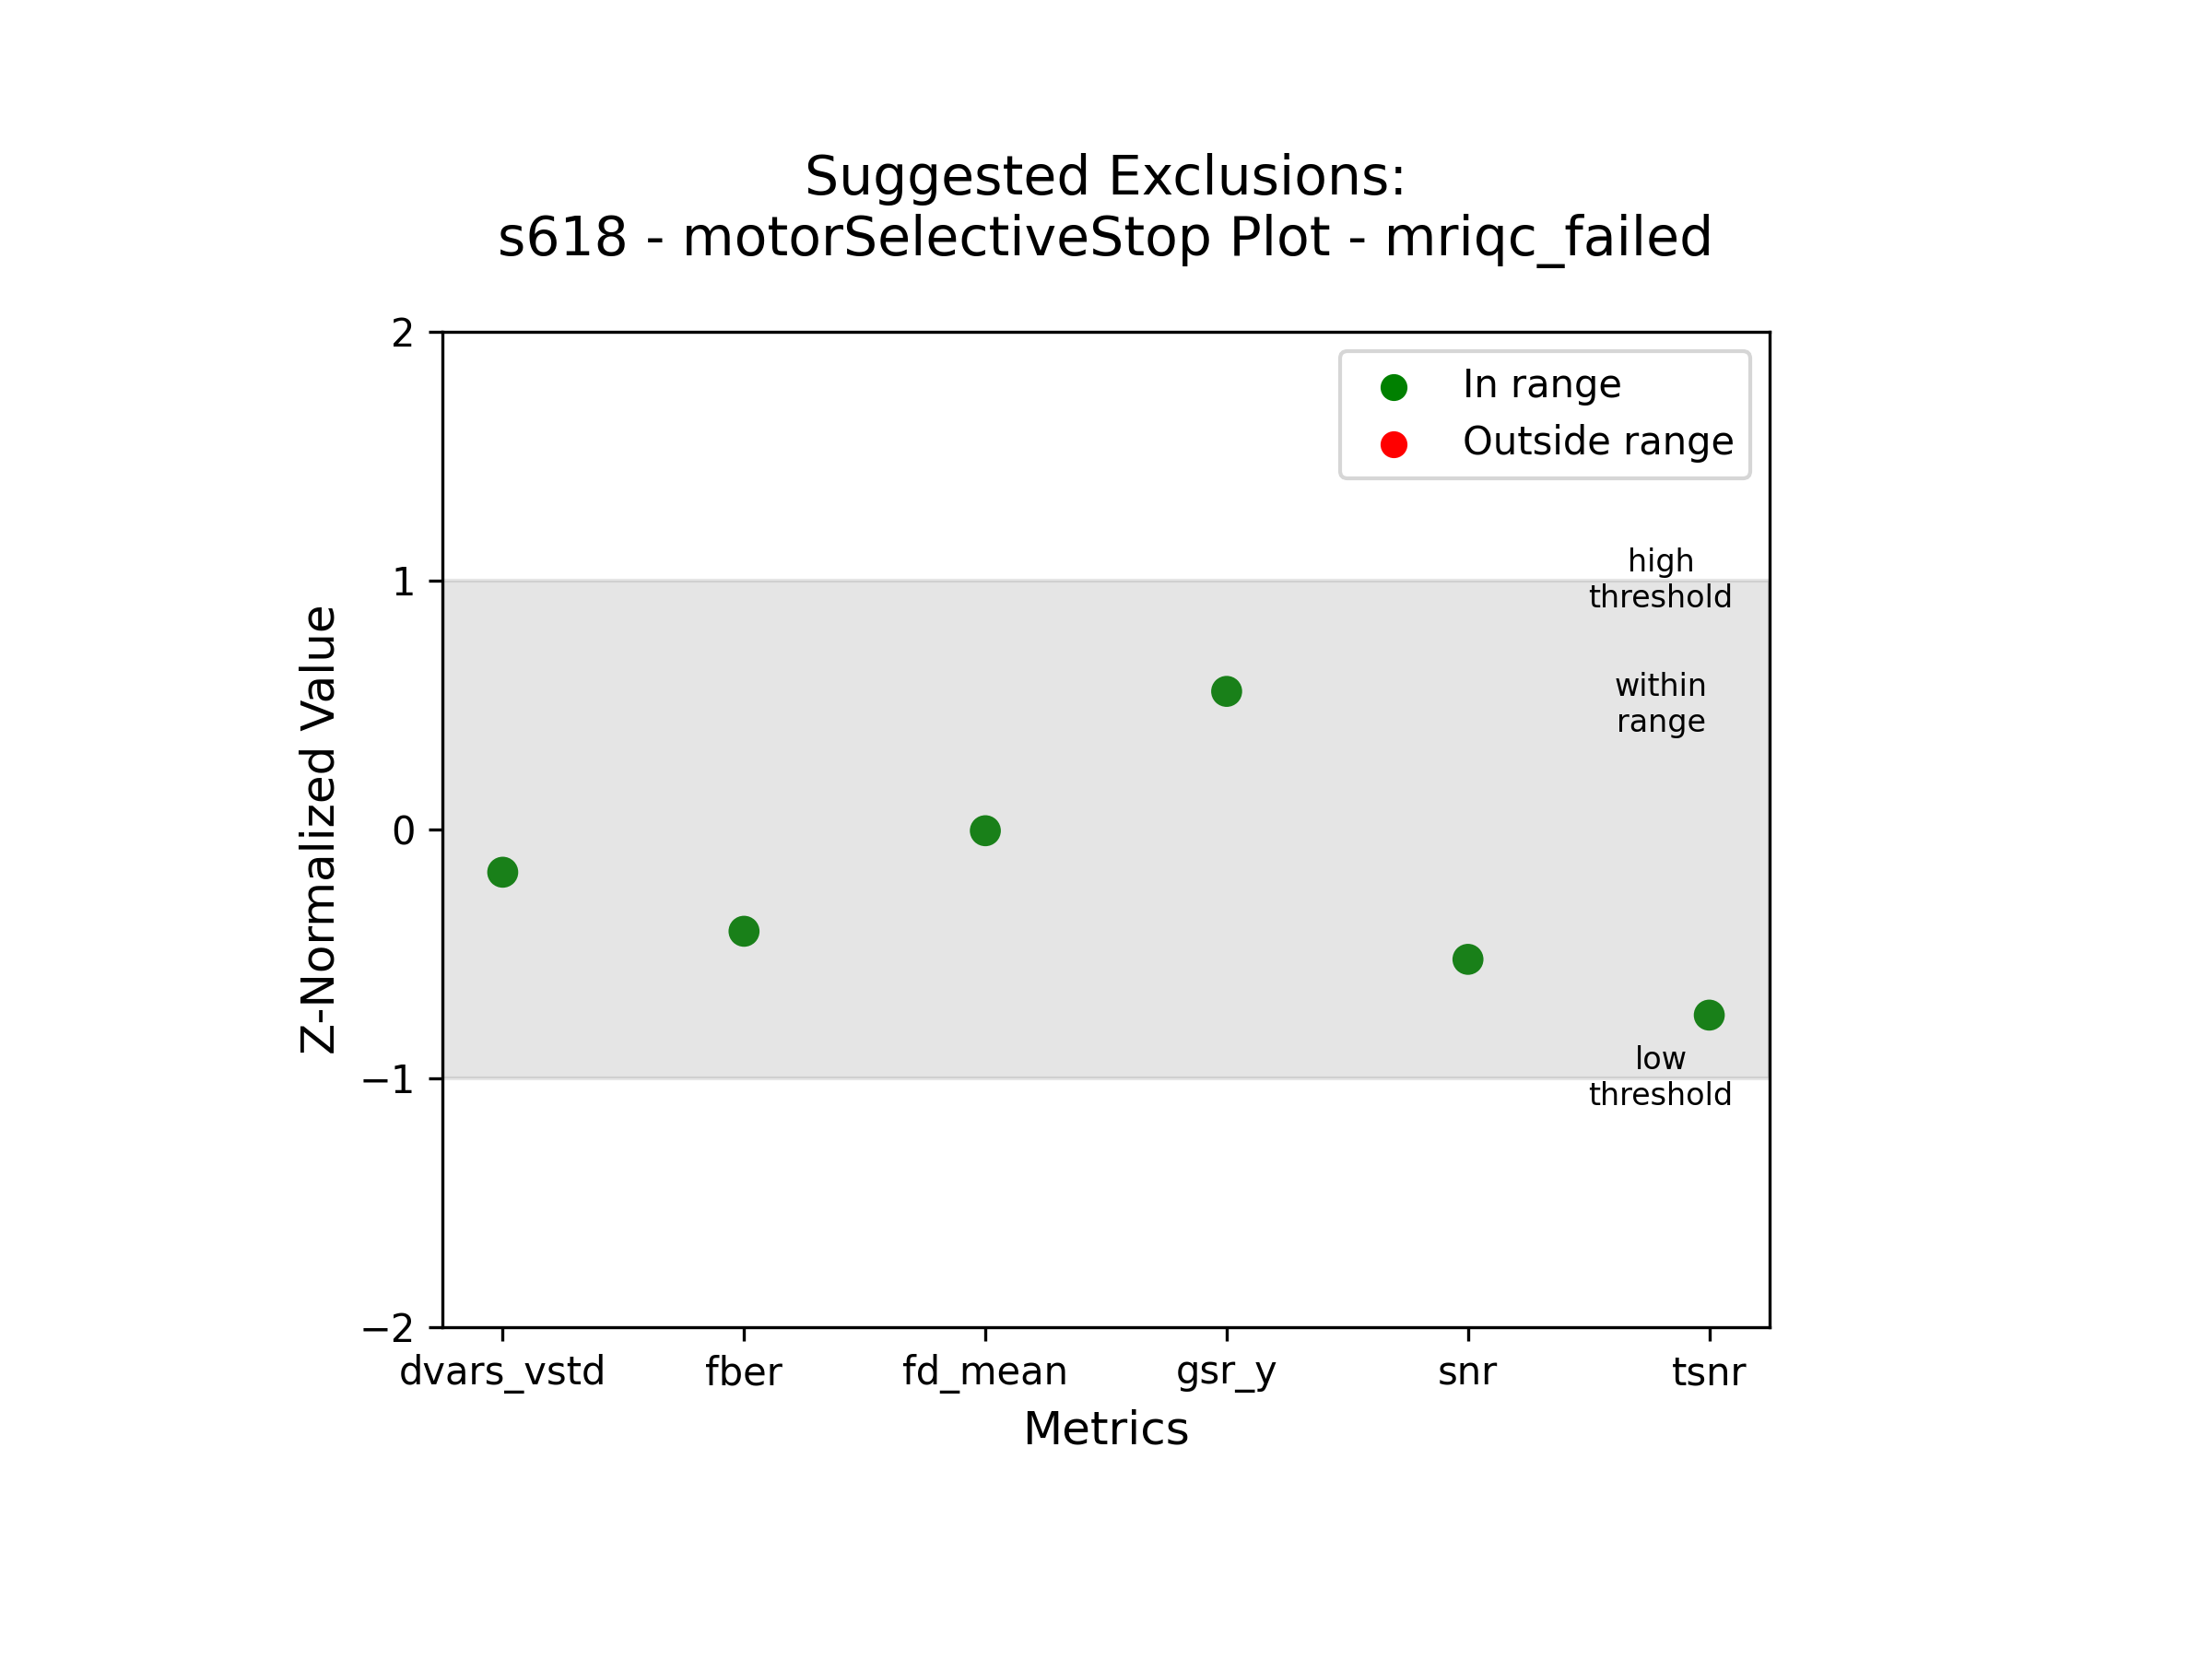 Suggested Exclusions:
s618 - motorSelectiveStop Plot - mriqc_failed
2
1
0
−1
−2
Z-Normalized Value
In range
Outside range
high
threshold
within
range
low
threshold
dvars_vstd
fber
fd_mean
gsr_y
snr
tsnr
Metrics